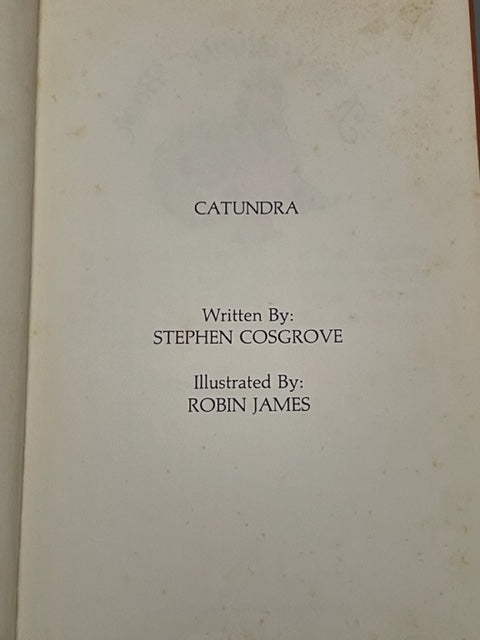 CATUNDRA
Written By:
STEPHEN COSGROVE
Illustrated By:
ROBIN JAMES